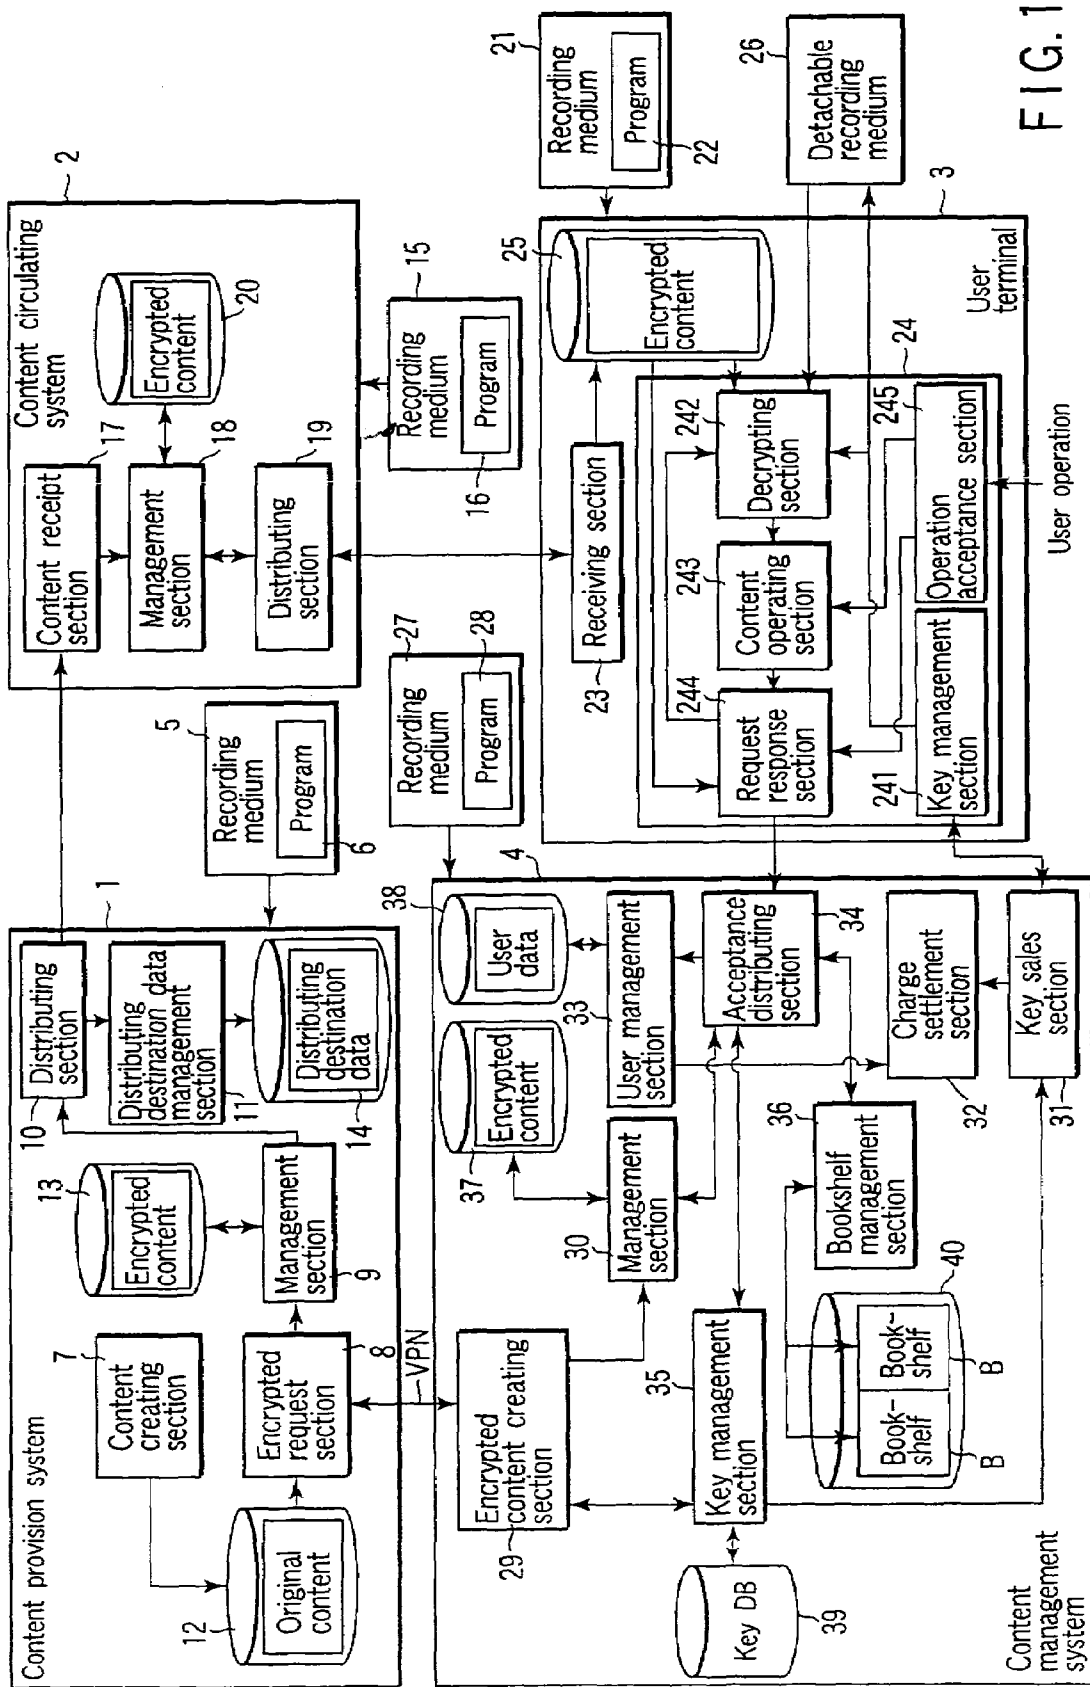 Content provision system
1
7
Content
creating
section
12
Original
content
Encrypted
request
section
8
13
Encrypted
content
Management
section
9
10
Distributing
section
Distributing
destination data
management
section
11
Distributing
destination
data
14
5
Recording
medium
Program
6
VPN
Content circulating
system
2
Content receipt
section
17
Management
section
18
Distributing
section
19
Encrypted
content
20
15
Recording
medium
Program
16
27
Recording
medium
28
Program
21
Recording
medium
Program
22
26
Detachable
recording
medium
3
User
terminal
25
Encrypted
content
Receiving section
23
24
242
Decrypting
section
243
Content
operating
section
244
Request
response
section
245
Operation
acceptance section
241
Key management
section
User operation
4
Content
management
system
Encrypted
content creating
section
29
30
Management
section
37
Encrypted
content
38
User
data
33
User management
section
Acceptance
distributing
section
34
35
Key management
section
Key DB
39
36
Bookshelf
management
section
40
Book-
shelf
B
Book-
shelf
B
Charge
settlement
section
32
Key sales
section
31
FIG. 1